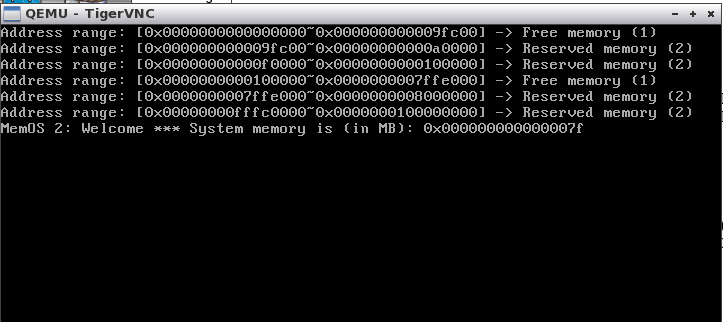 QEMU - TigerVNC
Address range: [0x0000000000000000~0x000000000009fc00] -> Free memory (1)
Address range: [0x000000000009fc00~0x00000000000a0000] -> Reserved memory (2)
Address range: [0x00000000000f0000~0x0000000000100000] -> Reserved memory (2)
Address range: [0x0000000000100000~0x0000000007ffe000] -> Free memory (1)
Address range: [0x0000000007ffe000~0x0000000008000000] -> Reserved memory (2)
Address range: [0x00000000fffc0000~0x0000000100000000] -> Reserved memory (2)
MemOS 2: Welcome *** System memory is (in MB): 0x000000000000007f